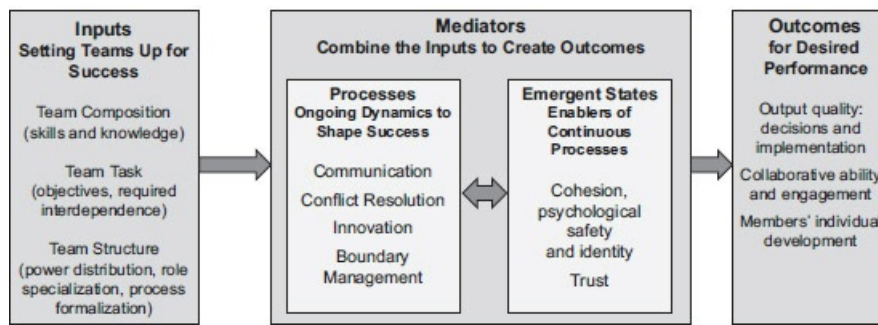 Inputs
Setting Teams Up for
Success
Team Composition
(skills and knowledge)
Team Task
(objectives, required
interdependence)
Team Structure
(power distribution, role
specialization, process
formalization)
Mediators
Combine the Inputs to Create Outcomes
Processes
Ongoing Dynamics to
Shape Success
Communication
Conflict Resolution
Innovation
Boundary
Management
Emergent States
Enablers of
Continuous
Processes
Cohesion,
psychological
safety
and identity
Trust
Outcomes
for Desired
Performance
Output quality:
decisions and
implementation
Collaborative ability
and engagement
Members' individual
development